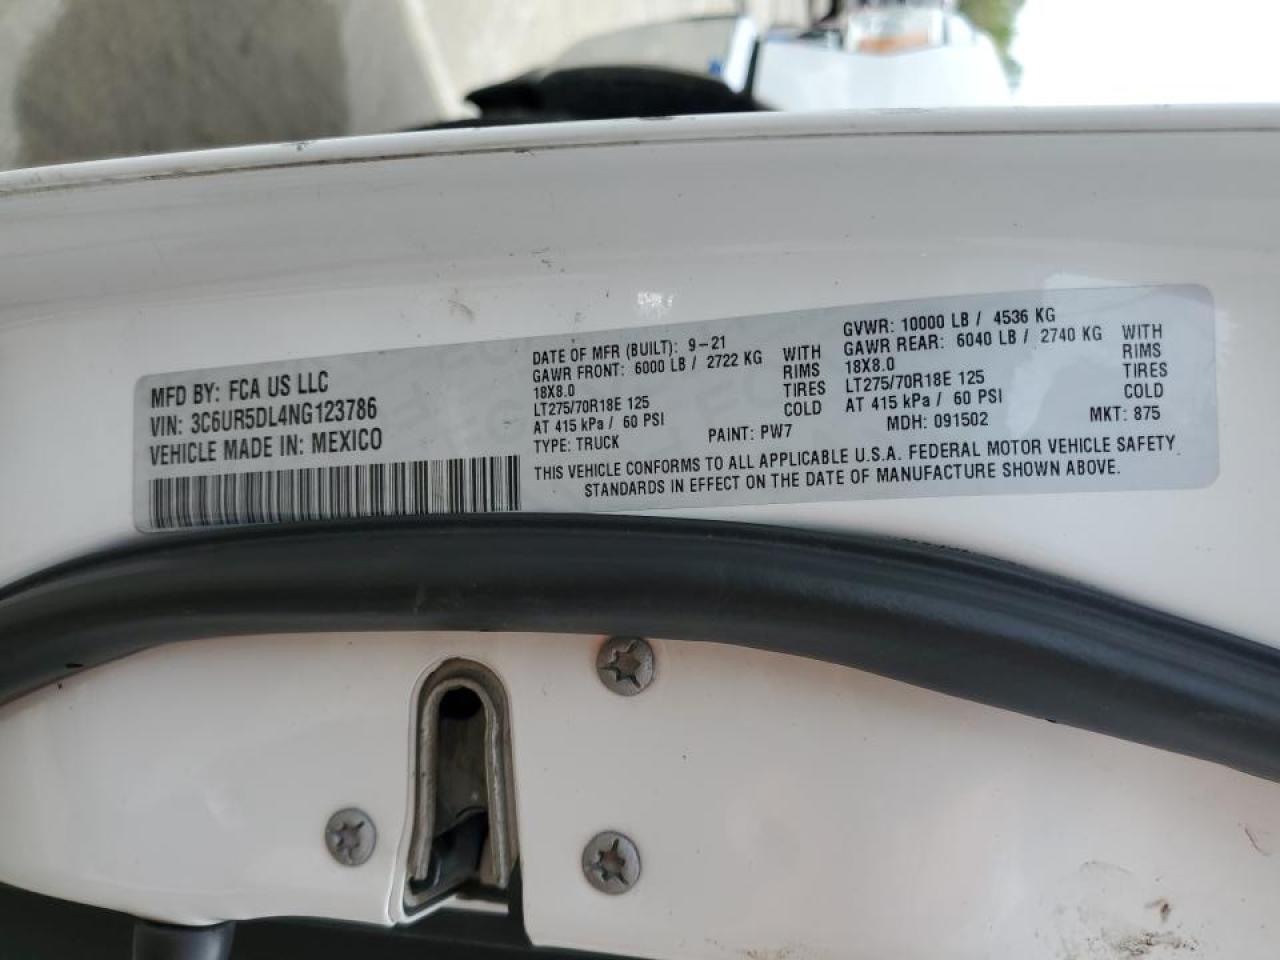 MFD BY: FCA US LLC
VIN: 3C6UR5DL4NG123786
VEHICLE MADE IN: MEXICO
DATE OF MFR (BUILT): 9-21
GAWR FRONT: 6000 LB / 2722 KG WITH
18X8.0 RIMS
LT275/70R18E 125 TIRES
AT 415 kPa / 60 PSI COLD
TYPE: TRUCK PAINT: PW7
GVWR: 10000 LB / 4536 KG
GAWR REAR: 6040 LB / 2740 KG WITH
18X8.0 RIMS
LT275/70R18E 125 TIRES
AT 415 kPa / 60 PSI COLD
MDH: 091502 MKT: 875
THIS VEHICLE CONFORMS TO ALL APPLICABLE U.S.A. FEDERAL MOTOR VEHICLE SAFETY
STANDARDS IN EFFECT ON THE DATE OF MANUFACTURE SHOWN ABOVE.